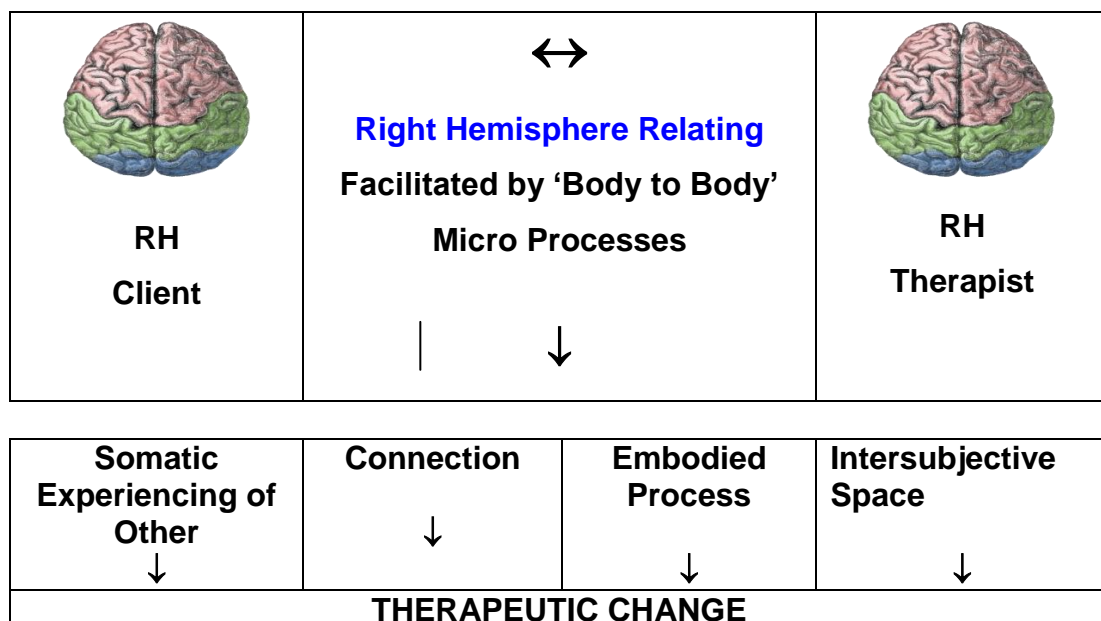 ↔
Right Hemisphere Relating
Facilitated by ‘Body to Body’
Micro Processes
RH
Client
RH
Therapist
↓
Somatic
Experiencing of
Other
↓
Connection
↓
Embodied
Process
↓
Intersubjective
Space
↓
THERAPEUTIC CHANGE